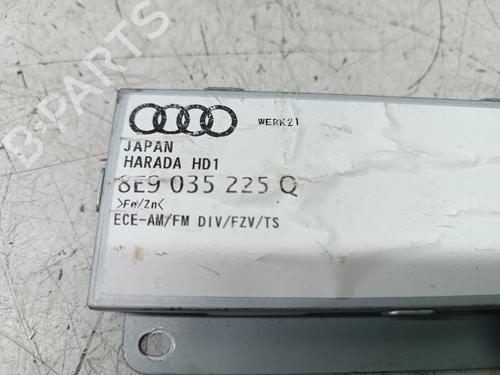 B-Parts
WERK21
JAPAN
HARADA HD1
8E9 035 225 Q
>Fe/Zn<
ECE-AM/FM DIV/FZV/TS